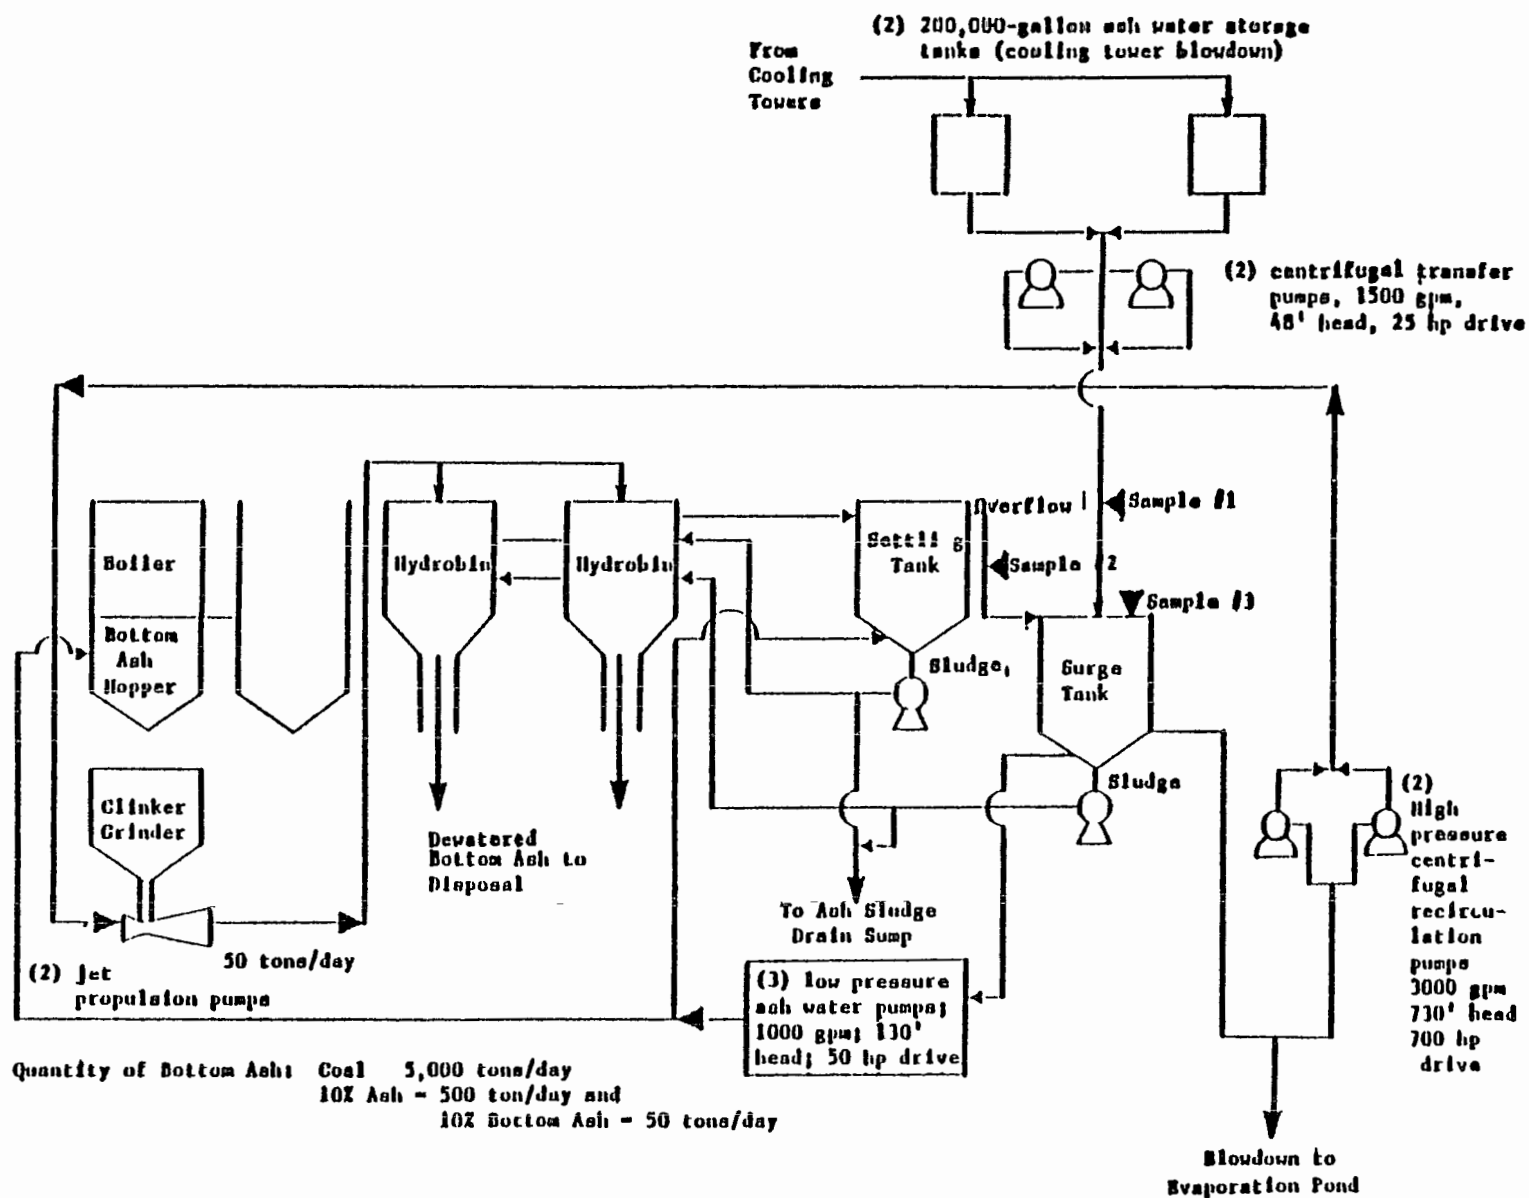 (2) 200,000-gallon ash water storage
tanks (cooling tower blowdown)
From
Cooling
Towers
(2) centrifugal transfer
pumps, 1500 gpm,
48' head, 25 hp drive
Overflow
Sample #1
Boiler
Hydrobin
Hydrobin
Settli g
Tank
Sample 2
Sample #3
Bottom
Ash
Hopper
Sludge
Surge
Tank
Clinker
Grinder
Sludge
(2)
High
pressure
centri-
fugal
recircu-
lation
pumps
3000 gpm
730' head
700 hp
drive
Dewatered
Bottom Ash to
Disposal
To Ash Sludge
Drain Sump
50 tons/day
(2) jet
propulsion pumps
(3) low pressure
ash water pumps;
1000 gpm; 130'
head; 50 hp drive
Quantity of Bottom Ash: Coal 5,000 tons/day
10% Ash = 500 ton/day and
10% Bottom Ash = 50 tons/day
Blowdown to
Evaporation Pond